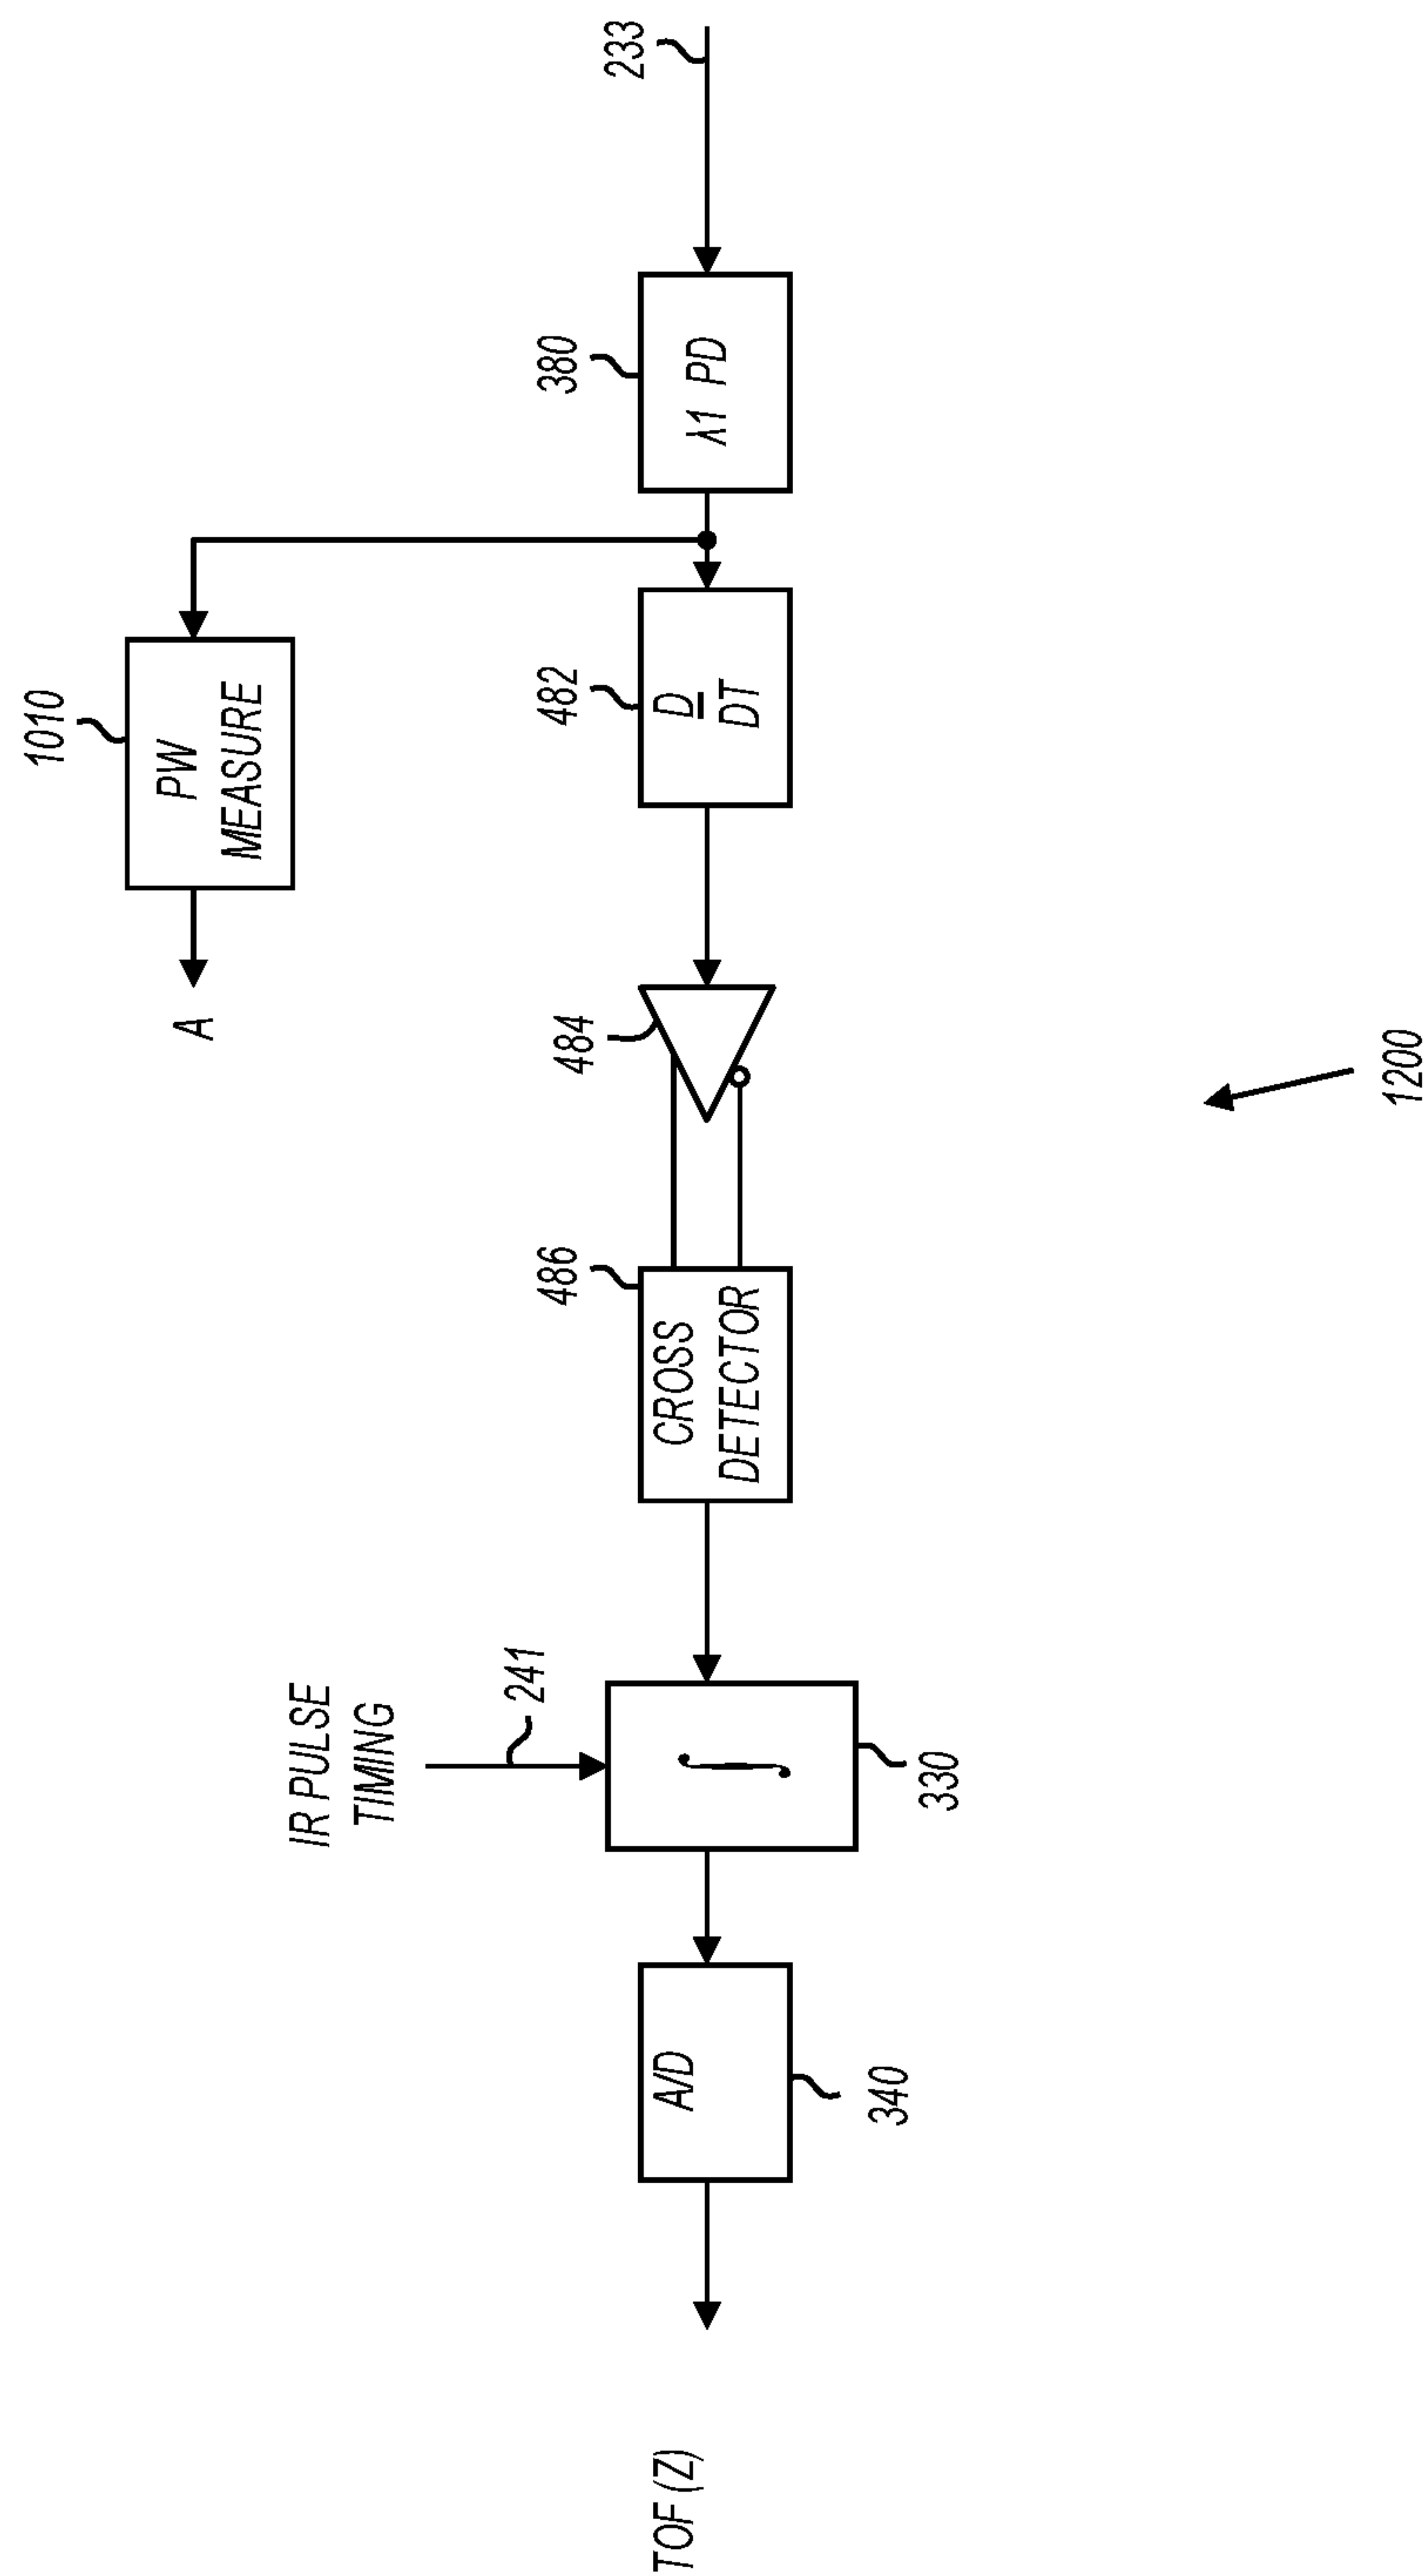 1010
PW
MEASURE
A
IR PULSE
TIMING
241
TOF (Z)
A/D
340
∫
330
CROSS
DETECTOR
486
484
D
DT
482
λ1 PD
380
233
1200